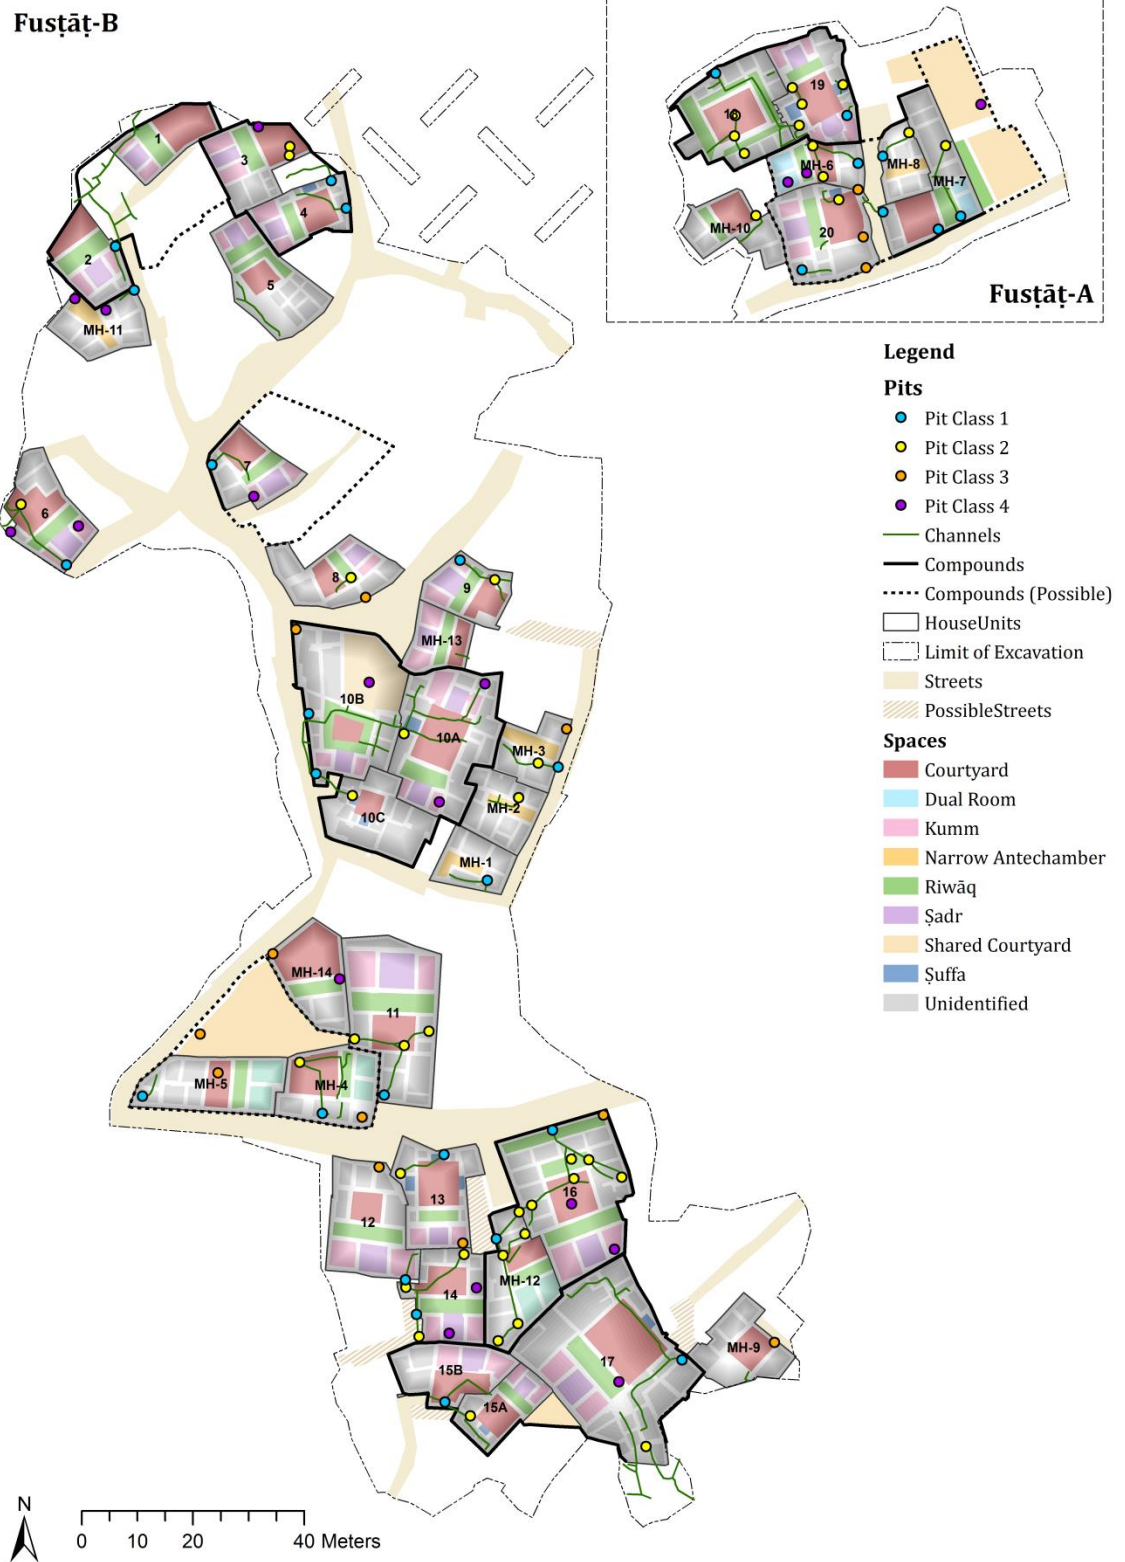 Fusṭāṭ-B
1
3
4
2
5
MH-11
18
19
MH-6
MH-8
MH-7
MH-10
20
Fusṭāṭ-A
Legend
Pits
Pit Class 1
Pit Class 2
Pit Class 3
Pit Class 4
Channels
Compounds
Compounds (Possible)
HouseUnits
Limit of Excavation
Streets
PossibleStreets
Spaces
Courtyard
Dual Room
Kumm
Narrow Antechamber
Riwāq
Ṣadr
Shared Courtyard
Ṣuffa
Unidentified
7
6
8
9
MH-13
10B
10A
MH-3
MH-2
10C
MH-1
MH-14
11
MH-5
MH-4
13
16
12
MH-12
14
17
MH-9
15B
15A
N
0 10 20 40 Meters